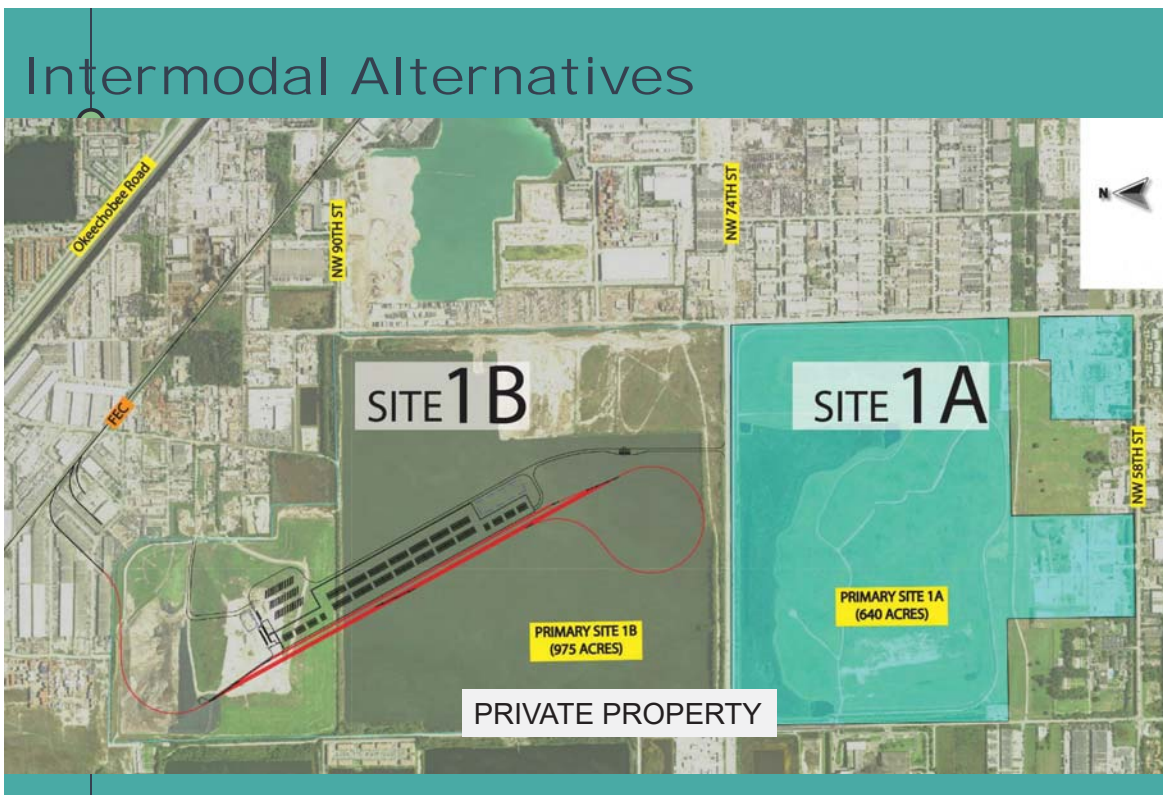 Intermodal Alternatives
Okeechobee Road
NW 90TH ST
NW 74TH ST
N
SITE 1B
SITE 1A
FEC
NW 58TH ST
PRIMARY SITE 1B
(975 ACRES)
PRIMARY SITE 1A
(640 ACRES)
PRIVATE PROPERTY